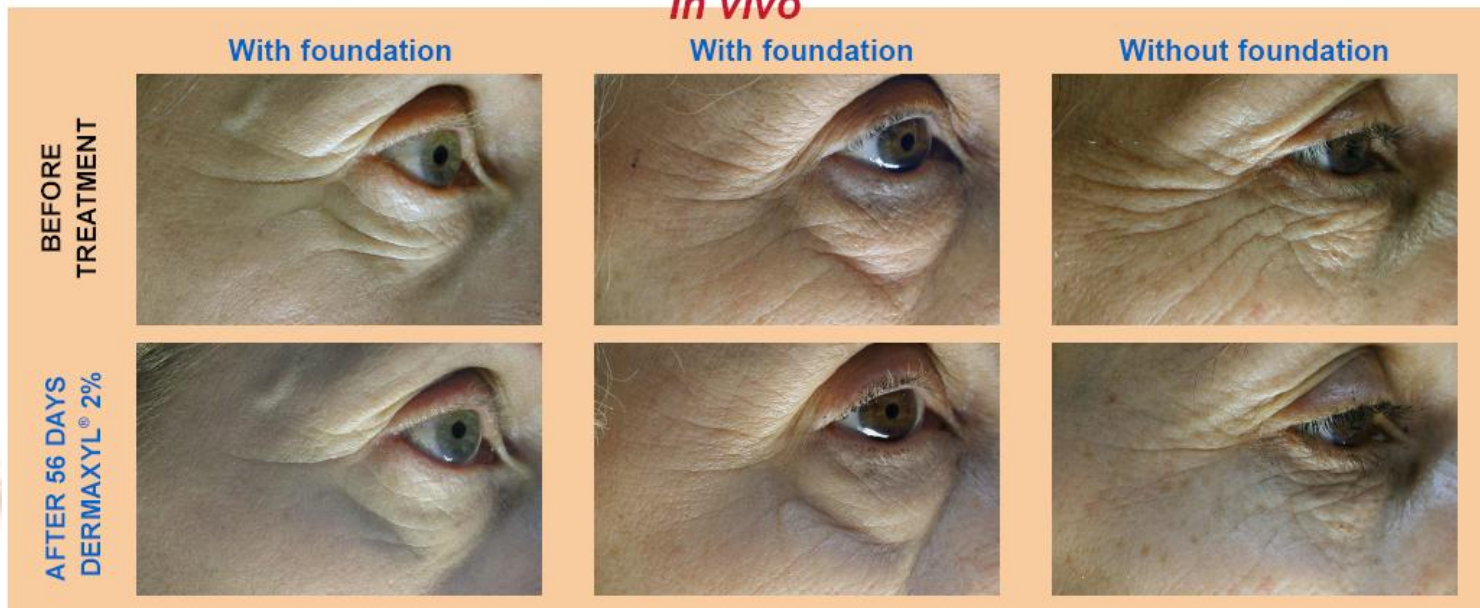 In vivo
With foundation
With foundation
Without foundation
BEFORE
TREATMENT
AFTER 56 DAYS
DERMAXYL® 2%